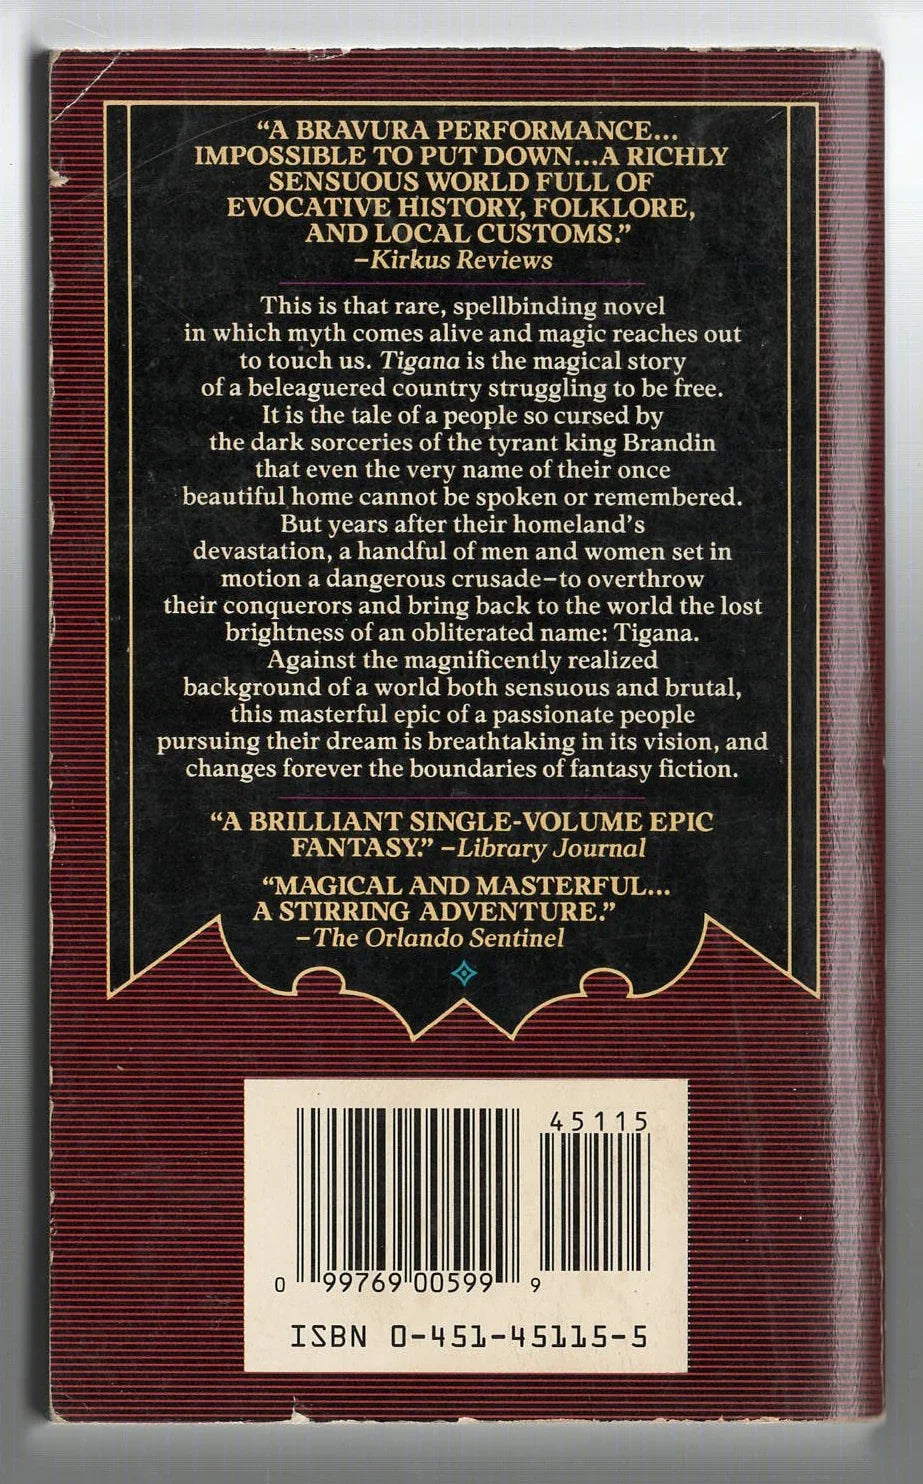 “A BRAVURA PERFORMANCE...
IMPOSSIBLE TO PUT DOWN...A RICHLY
SENSUOUS WORLD FULL OF
EVOCATIVE HISTORY, FOLKLORE,
AND LOCAL CUSTOMS.”
–Kirkus Reviews
This is that rare, spellbinding novel
in which myth comes alive and magic reaches out
to touch us. Tigana is the magical story
of a beleaguered country struggling to be free.
It is the tale of a people so cursed by
the dark sorceries of the tyrant king Brandin
that even the very name of their once
beautiful home cannot be spoken or remembered.
But years after their homeland’s
devastation, a handful of men and women set in
motion a dangerous crusade–to overthrow
their conquerors and bring back to the world the lost
brightness of an obliterated name: Tigana.
Against the magnificently realized
background of a world both sensuous and brutal,
this masterful epic of a passionate people
pursuing their dream is breathtaking in its vision, and
changes forever the boundaries of fantasy fiction.
“A BRILLIANT SINGLE-VOLUME EPIC
FANTASY.” –Library Journal
“MAGICAL AND MASTERFUL...
A STIRRING ADVENTURE.”
–The Orlando Sentinel
45115
0 99769 00599 9
ISBN 0-451-45115-5